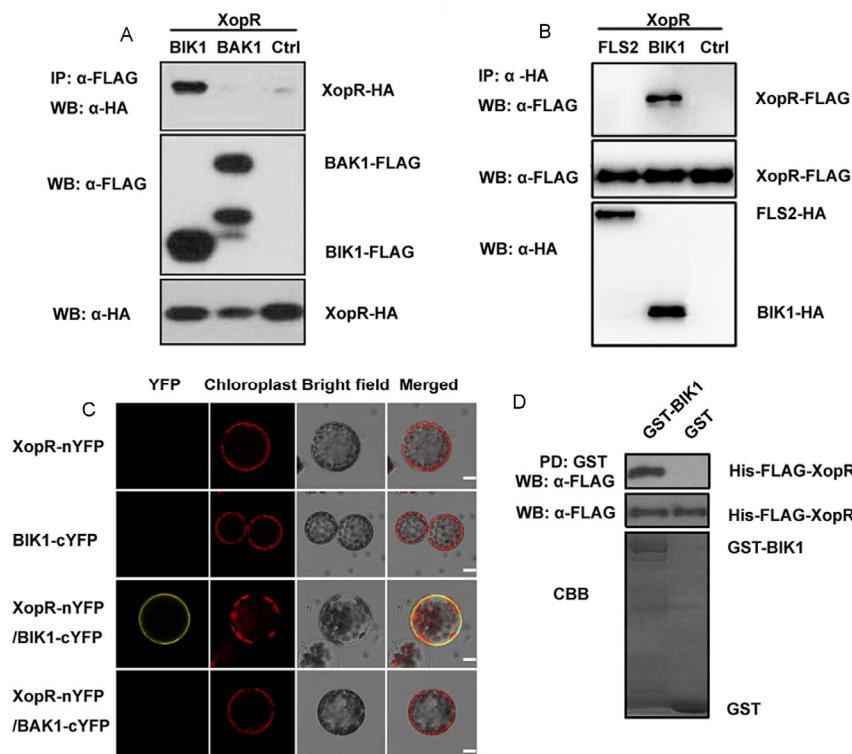 A
XopR
BIK1 BAK1 Ctrl
IP: α-FLAG
WB: α-HA
XopR-HA
WB: α-FLAG
BAK1-FLAG
BIK1-FLAG
WB: α-HA
XopR-HA
B
XopR
FLS2 BIK1 Ctrl
IP: α -HA
WB: α-FLAG
XopR-FLAG
WB: α-FLAG
XopR-FLAG
FLS2-HA
WB: α-HA
BIK1-HA
C
YFP Chloroplast Bright field Merged
XopR-nYFP
BIK1-cYFP
XopR-nYFP
/BIK1-cYFP
XopR-nYFP
/BAK1-cYFP
D
GST-BIK1 GST
PD: GST
WB: α-FLAG
His-FLAG-XopR
WB: α-FLAG
His-FLAG-XopR
GST-BIK1
CBB
GST